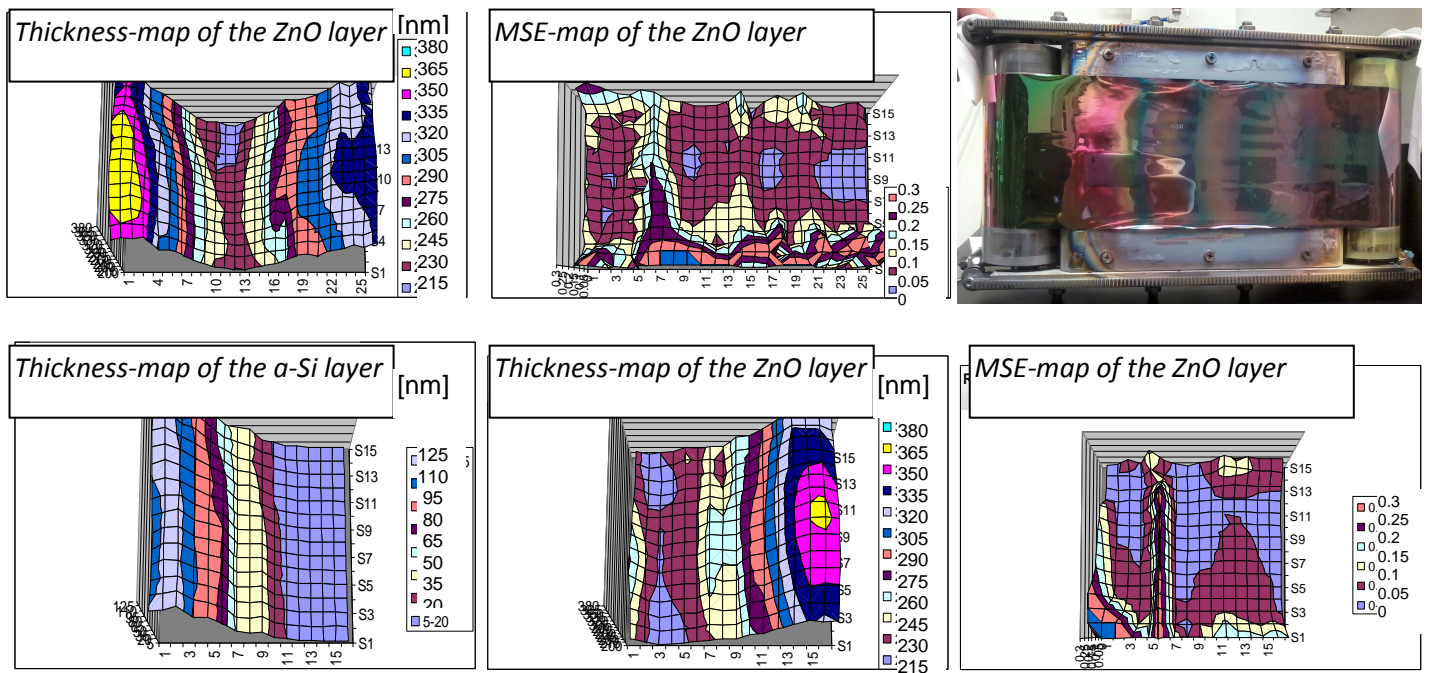 Thickness-map of the ZnO layer
[nm]
380
365
350
335
320
305
290
275
260
245
230
215
13
10
7
4
S1
200
1 4 7 10 13 16 19 22 25
MSE-map of the ZnO layer
S15
S13
S11
S9
0.3
0.25
0.2
0.15
0.1
0.05
0
1 3 5 7 9 11 13 15 17 19 21 23 25
Thickness-map of the a-Si layer
[nm]
125
110
95
80
65
50
35
20
5-20
S15
S13
S11
S9
S7
S5
S3
S1
125
1 3 5 7 9 11 13 15
Thickness-map of the ZnO layer
[nm]
380
365
350
335
320
305
290
275
260
245
230
215
S15
S13
S11
S9
S7
S5
S3
S1
380
200
1 3 5 7 9 11 13 15
MSE-map of the ZnO layer
S15
S13
S11
S9
S7
S5
S3
S1
0.3
0.25
0.2
0.15
0.1
0.05
0
1 3 5 7 9 11 13 15